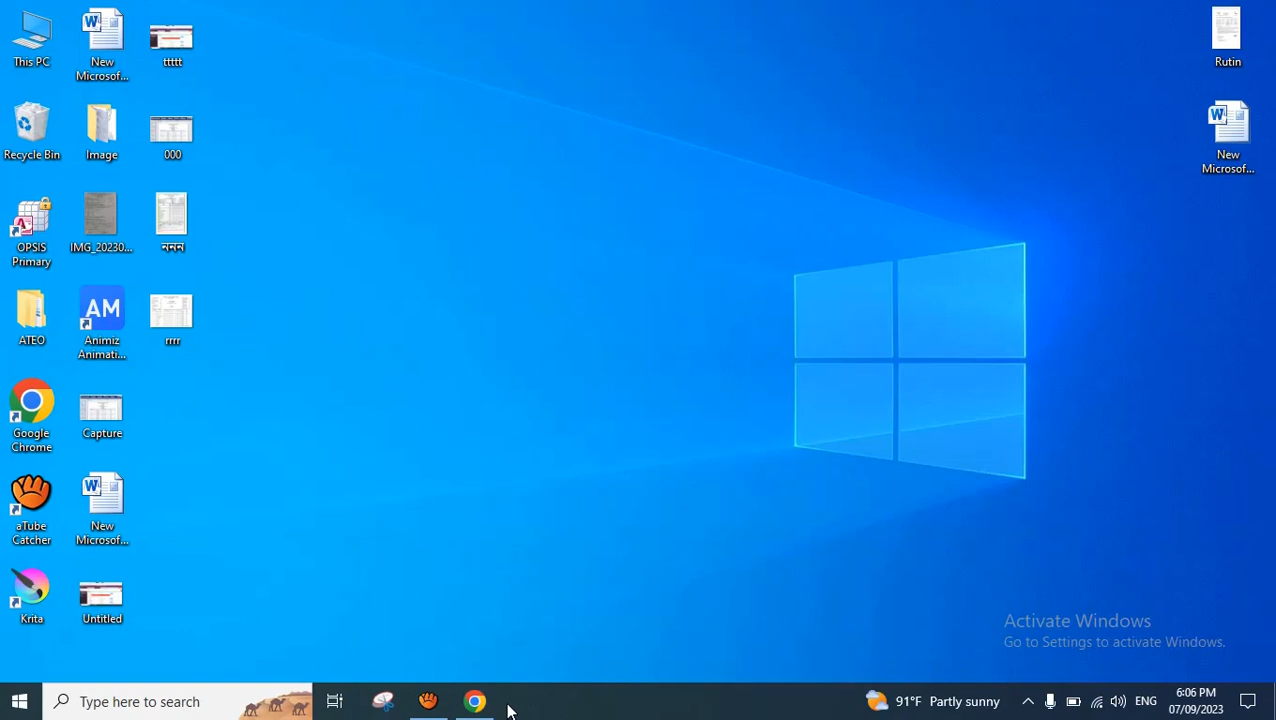 This PC
New
Microsof...
ttttt
Recycle Bin
Image
000
OPSIS
Primary
IMG_20230...
ননন
ATEO
Animiz
Animati...
rrrr
Google
Chrome
Capture
aTube
Catcher
New
Microsof...
Krita
Untitled
Rutin
New
Microsof...
Activate Windows
Go to Settings to activate Windows.
Type here to search
91°F Partly sunny
ENG
6:06 PM
07/09/2023